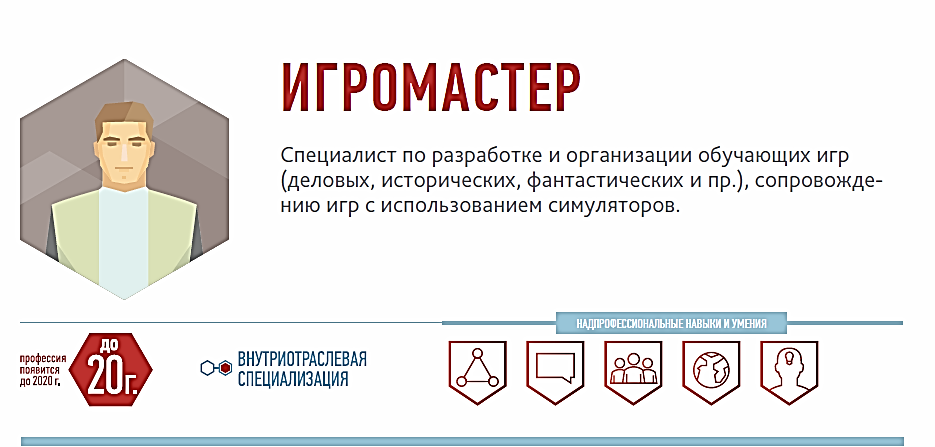 ИГРОМАСТЕР
Специалист по разработке и организации обучающих игр
(деловых, исторических, фантастических и пр.), сопровожде-
нию игр с использованием симуляторов.
НАДПРОФЕССИОНАЛЬНЫЕ НАВЫКИ И УМЕНИЯ
профессия
появится
до 2020 г.
ДО
20г.
ВНУТРИОТРАСЛЕВАЯ
СПЕЦИАЛИЗАЦИЯ